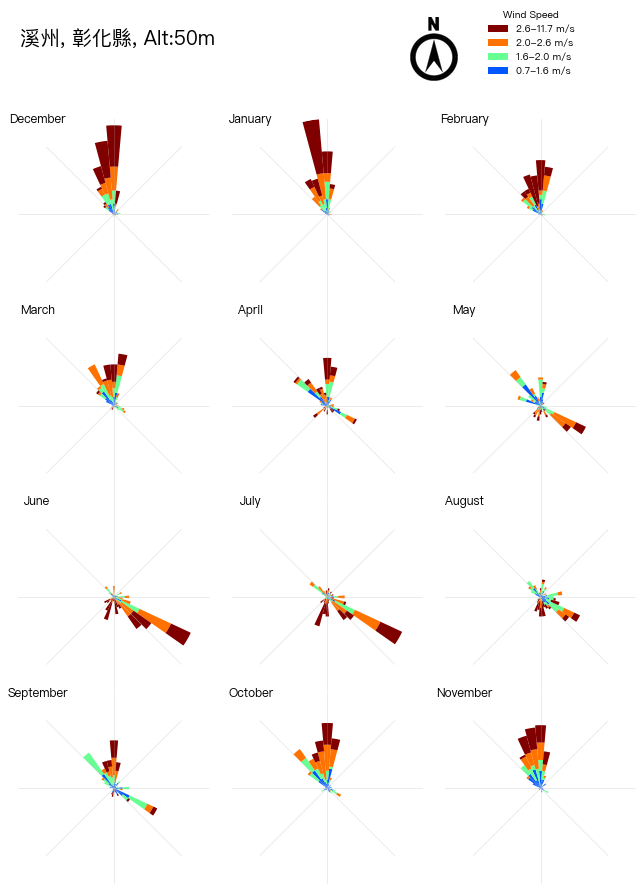 溪州, 彰化縣, Alt:50m
N
Wind Speed
2.6–11.7 m/s
2.0–2.6 m/s
1.6–2.0 m/s
0.7–1.6 m/s
December
January
February
March
April
May
June
July
August
September
October
November